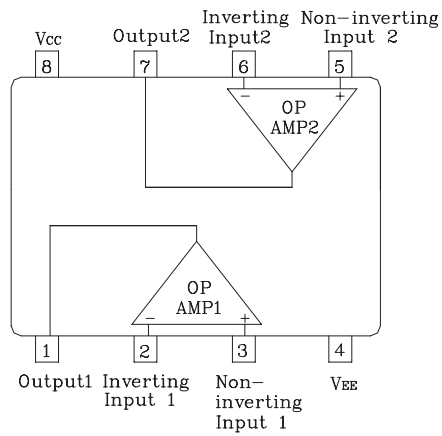 Vcc
Output2
Inverting
Input2
Non-inverting
Input 2
8
7
6
5
− +
OP
AMP2
OP
AMP1
− +
1
2
3
4
Output1
Inverting
Input 1
Non-
inverting
Input 1
VEE